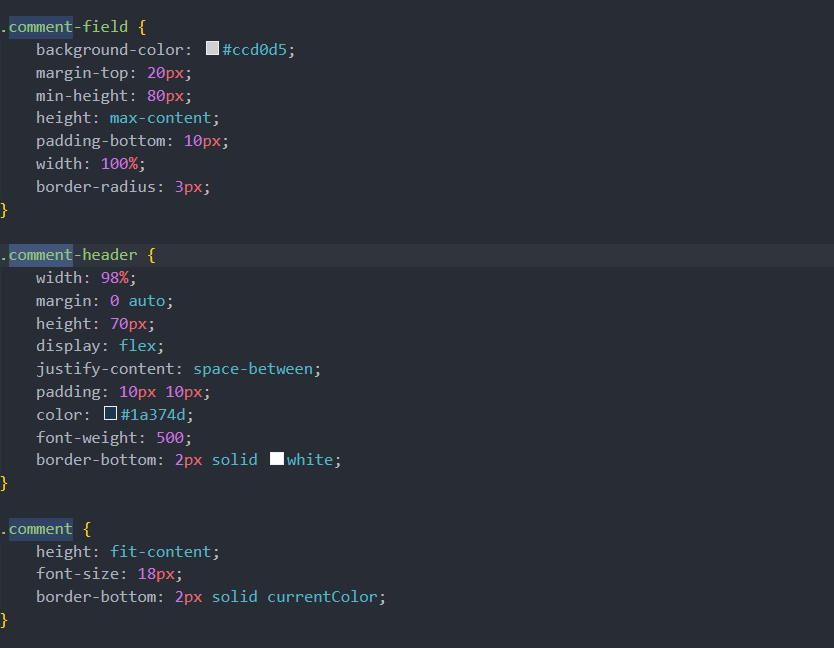 .comment-field {
    background-color: #ccd0d5;
    margin-top: 20px;
    min-height: 80px;
    height: max-content;
    padding-bottom: 10px;
    width: 100%;
    border-radius: 3px;
}
.comment-header {
    width: 98%;
    margin: 0 auto;
    height: 70px;
    display: flex;
    justify-content: space-between;
    padding: 10px 10px;
    color: #1a374d;
    font-weight: 500;
    border-bottom: 2px solid white;
}
.comment {
    height: fit-content;
    font-size: 18px;
    border-bottom: 2px solid currentColor;
}